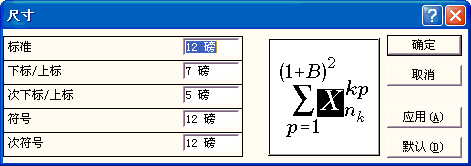 尺寸
标准 12 磅
下标/上标 7 磅
次下标/上标 5 磅
符号 12 磅
次符号 12 磅
(1+B)²
∑ X
p=1
kp
n_k
确定
取消
应用(A)
默认(D)